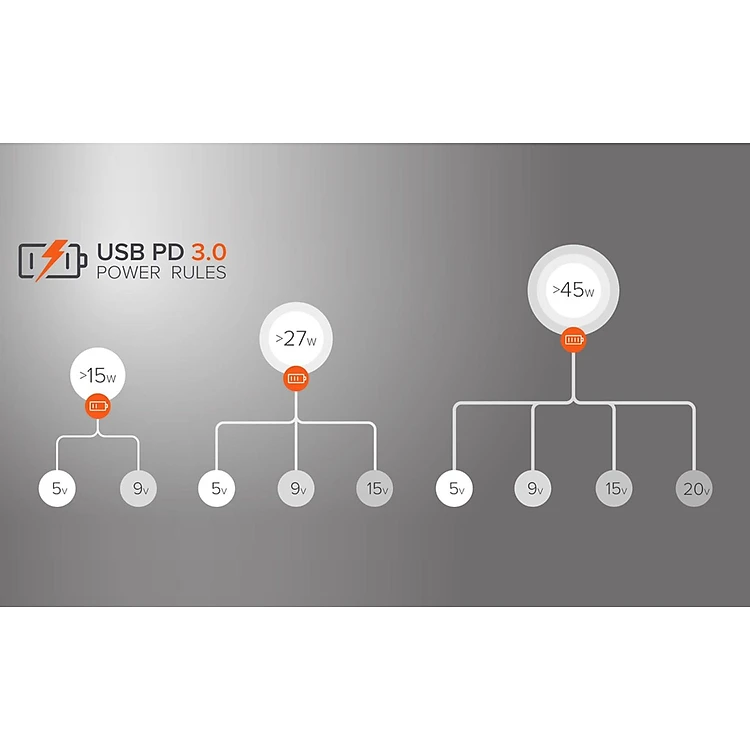 USB PD 3.0
POWER RULES
>15W
5V 9V
>27W
5V 9V 15V
>45W
5V 9V 15V 20V